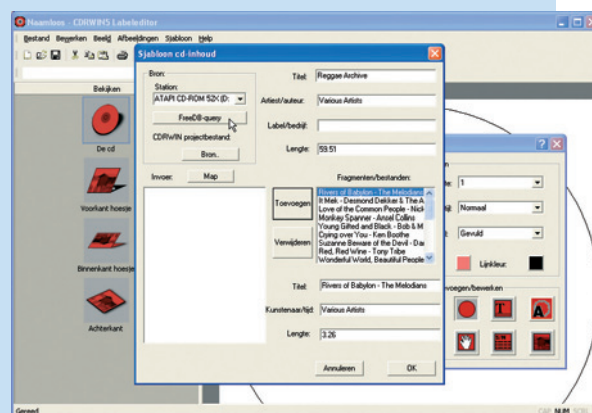 Naamloos - CDRWIN5 Labeleditor
Bestand Bewerken Beeld Afbeeldingen Sjabloon Help
Bekijken
De cd
Voorkant hoesje
Binnenkant hoesje
Achterkant
Gereed
Sjabloon cd-inhoud
Bron:
Station:
ATAPI CD-ROM 52X (D:
FreeDB-query
CDRWIN projectbestand:
Bron..
Invoer: Map
Titel: Reggae Archive
Artiest/auteur: Various Artists
Label/bedrijf:
Lengte: 59.51
Fragmenten/bestanden:
Toevoegen
Verwijderen
Rivers of Babylon - The Melodians
It Mek - Desmond Dekker & The A
Love of the Common People - Nick
Monkey Spanner - Ansel Collins
Young Gifted and Black - Bob & M
Crying over You - Ken Boothe
Suzanne Beware of the Devil - Da
Red, Red Wine - Tony Tribe
Wonderful World, Beautiful People
Titel: Rivers of Babylon - The Melodians
Kunstenaar/tijd: Various Artists
Lengte: 3.26
Annuleren OK
1
Normaal
Gevuld
Lijnkleur:
voegen/bewerken
T
A
CAP NUM SCRL